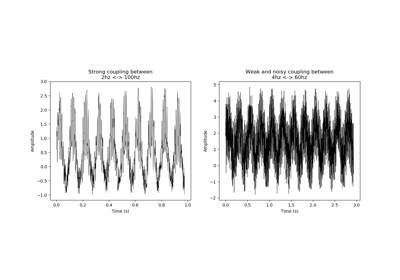 Strong coupling between
2hz <-> 100hz
Amplitude
3.0
2.5
2.0
1.5
1.0
0.5
0.0
−0.5
−1.0
0.0 0.2 0.4 0.6 0.8 1.0
Time (s)
Weak and noisy coupling between
4hz <-> 60hz
Amplitude
5
4
3
2
1
0
−1
−2
0.0 0.5 1.0 1.5 2.0 2.5 3.0
Time (s)